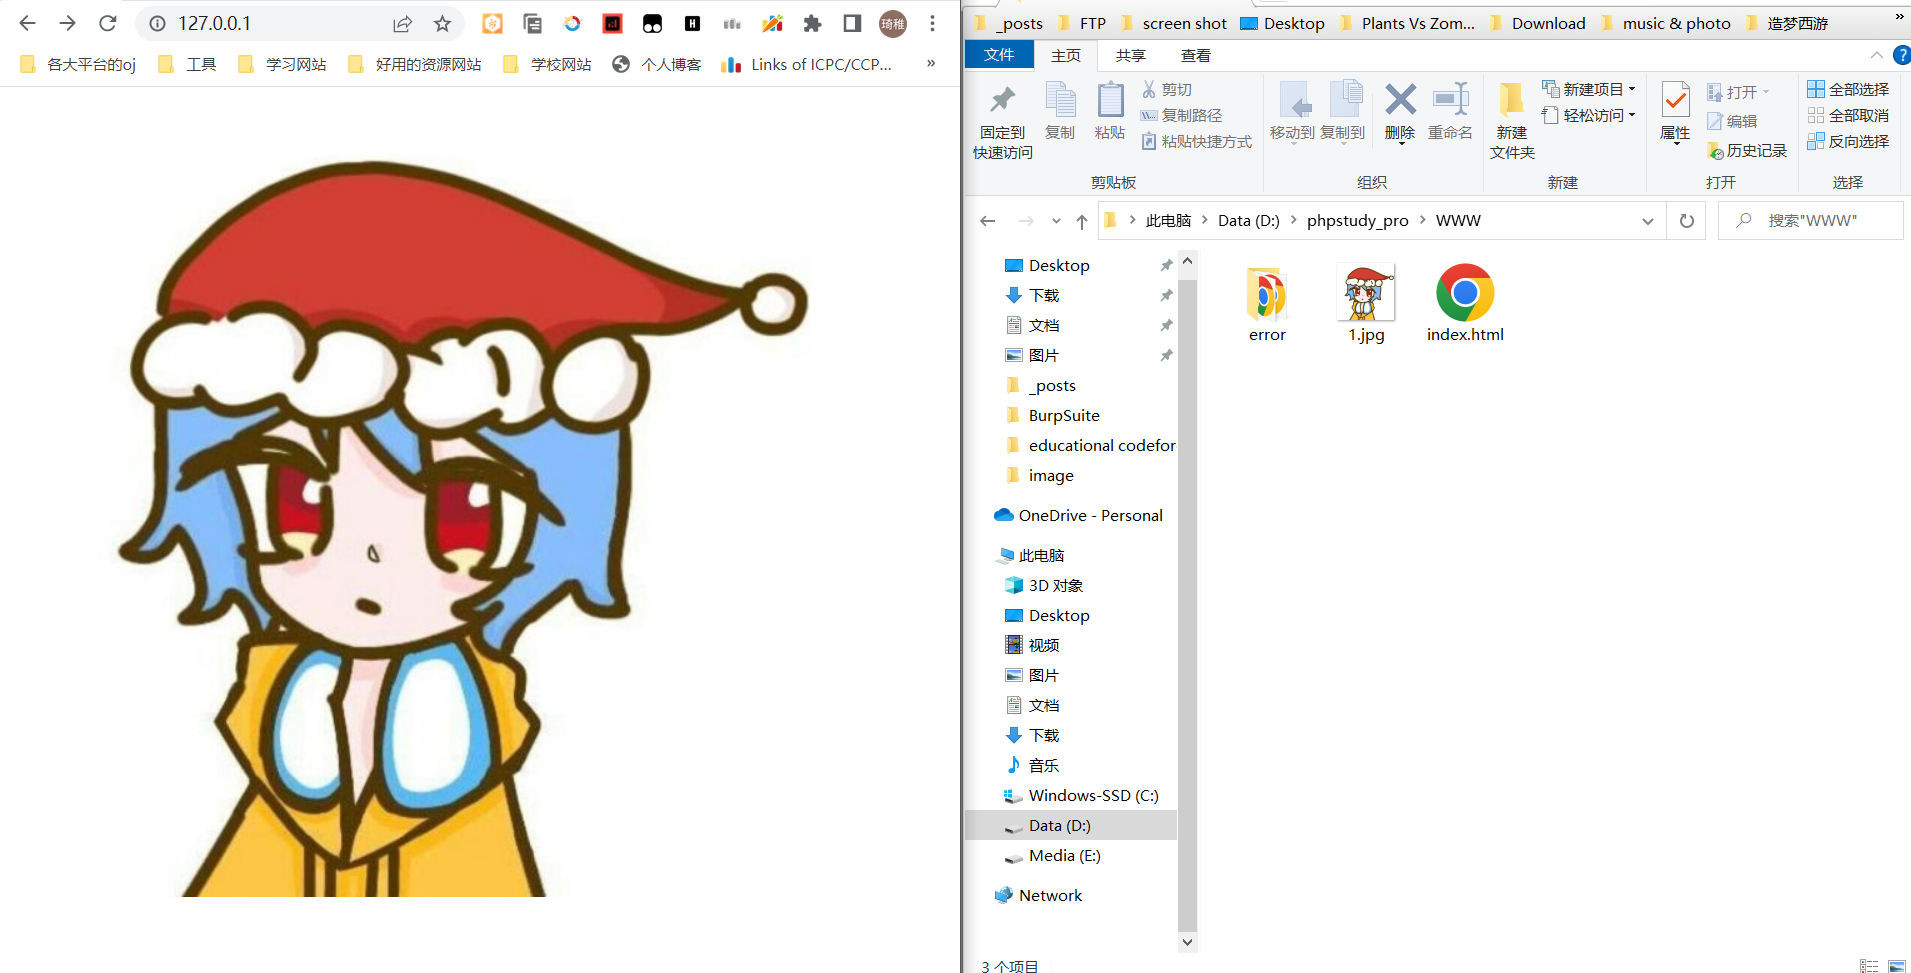 127.0.0.1
琦稚
各大平台的oj 工具 学习网站 好用的资源网站 学校网站 个人博客 Links of ICPC/CCP... »
_posts FTP screen shot Desktop Plants Vs Zom... Download music & photo 造梦西游 »
文件 主页 共享 查看
固定到
快速访问
复制
粘贴
剪切
复制路径
粘贴快捷方式
剪贴板
移动到
复制到
删除
重命名
组织
新建
文件夹
新建项目
轻松访问
新建
属性
打开
编辑
历史记录
打开
全部选择
全部取消
反向选择
选择
此电脑 > Data (D:) > phpstudy_pro > WWW
搜索"WWW"
Desktop
下载
文档
图片
_posts
BurpSuite
educational codefor
image
OneDrive - Personal
此电脑
3D 对象
Desktop
视频
图片
文档
下载
音乐
Windows-SSD (C:)
Data (D:)
Media (E:)
Network
error
1.jpg
index.html
3 个项目